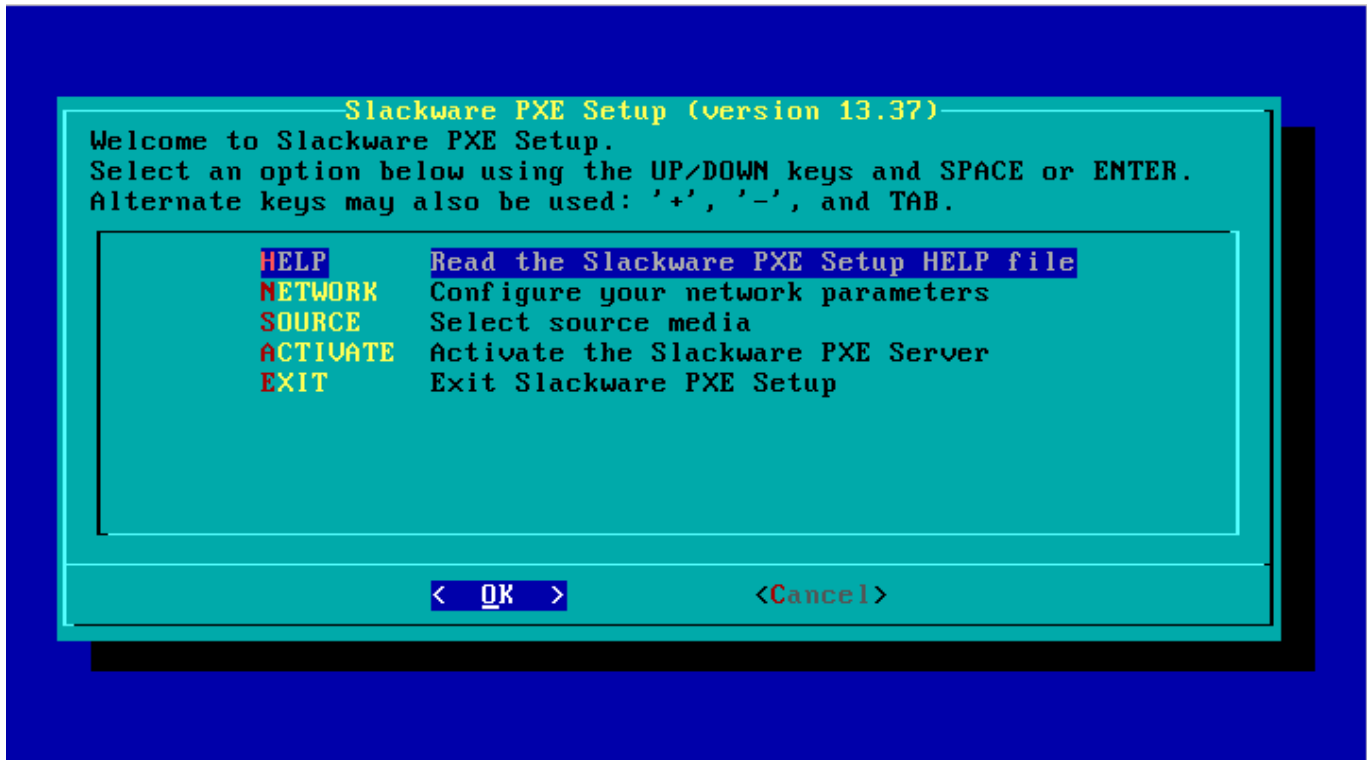 Slackware PXE Setup (version 13.37)
Welcome to Slackware PXE Setup.
Select an option below using the UP/DOWN keys and SPACE or ENTER.
Alternate keys may also be used: '+', '-', and TAB.
HELP Read the Slackware PXE Setup HELP file
NETWORK Configure your network parameters
SOURCE Select source media
ACTIVATE Activate the Slackware PXE Server
EXIT Exit Slackware PXE Setup
< OK > <Cancel>